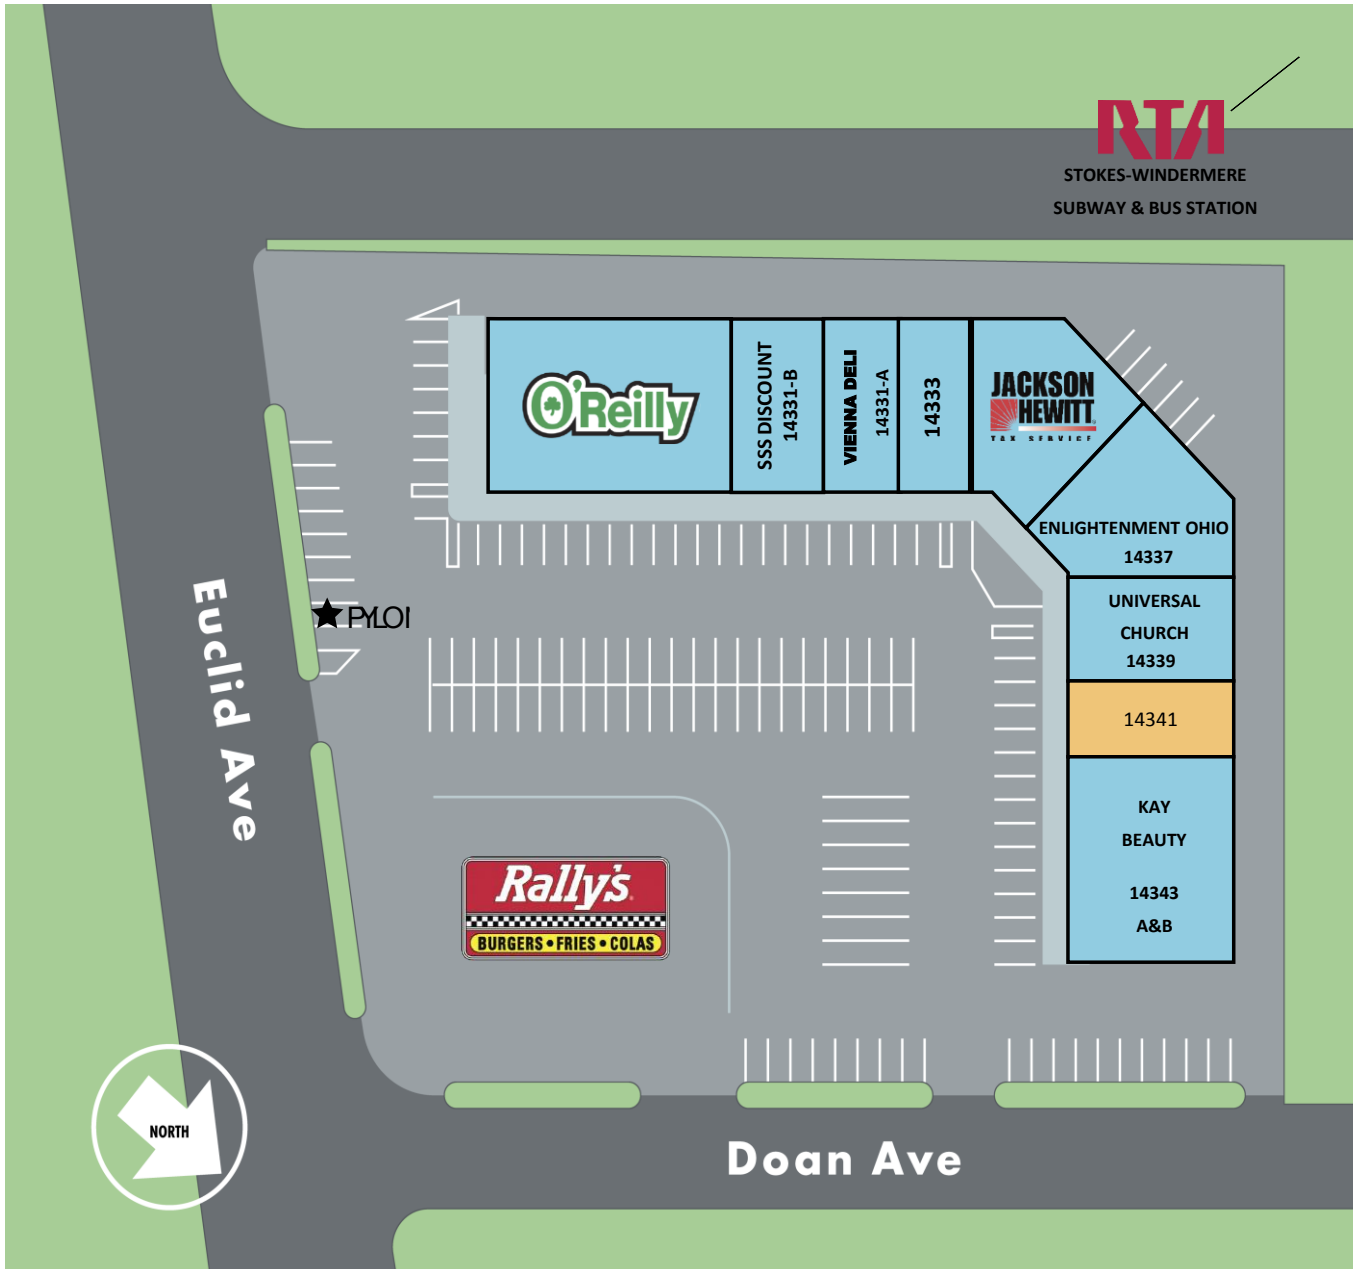 RTA
STOKES-WINDERMERE
SUBWAY & BUS STATION
O'Reilly
SSS DISCOUNT
14331-B
VIENNA DELI
14331-A
14333
JACKSON
HEWITT
TAX SERVICE
ENLIGHTENMENT OHIO
14337
UNIVERSAL
CHURCH
14339
14341
KAY
BEAUTY
14343
A&B
Euclid Ave
PYLO
Rally's
BURGERS • FRIES • COLAS
NORTH
Doan Ave